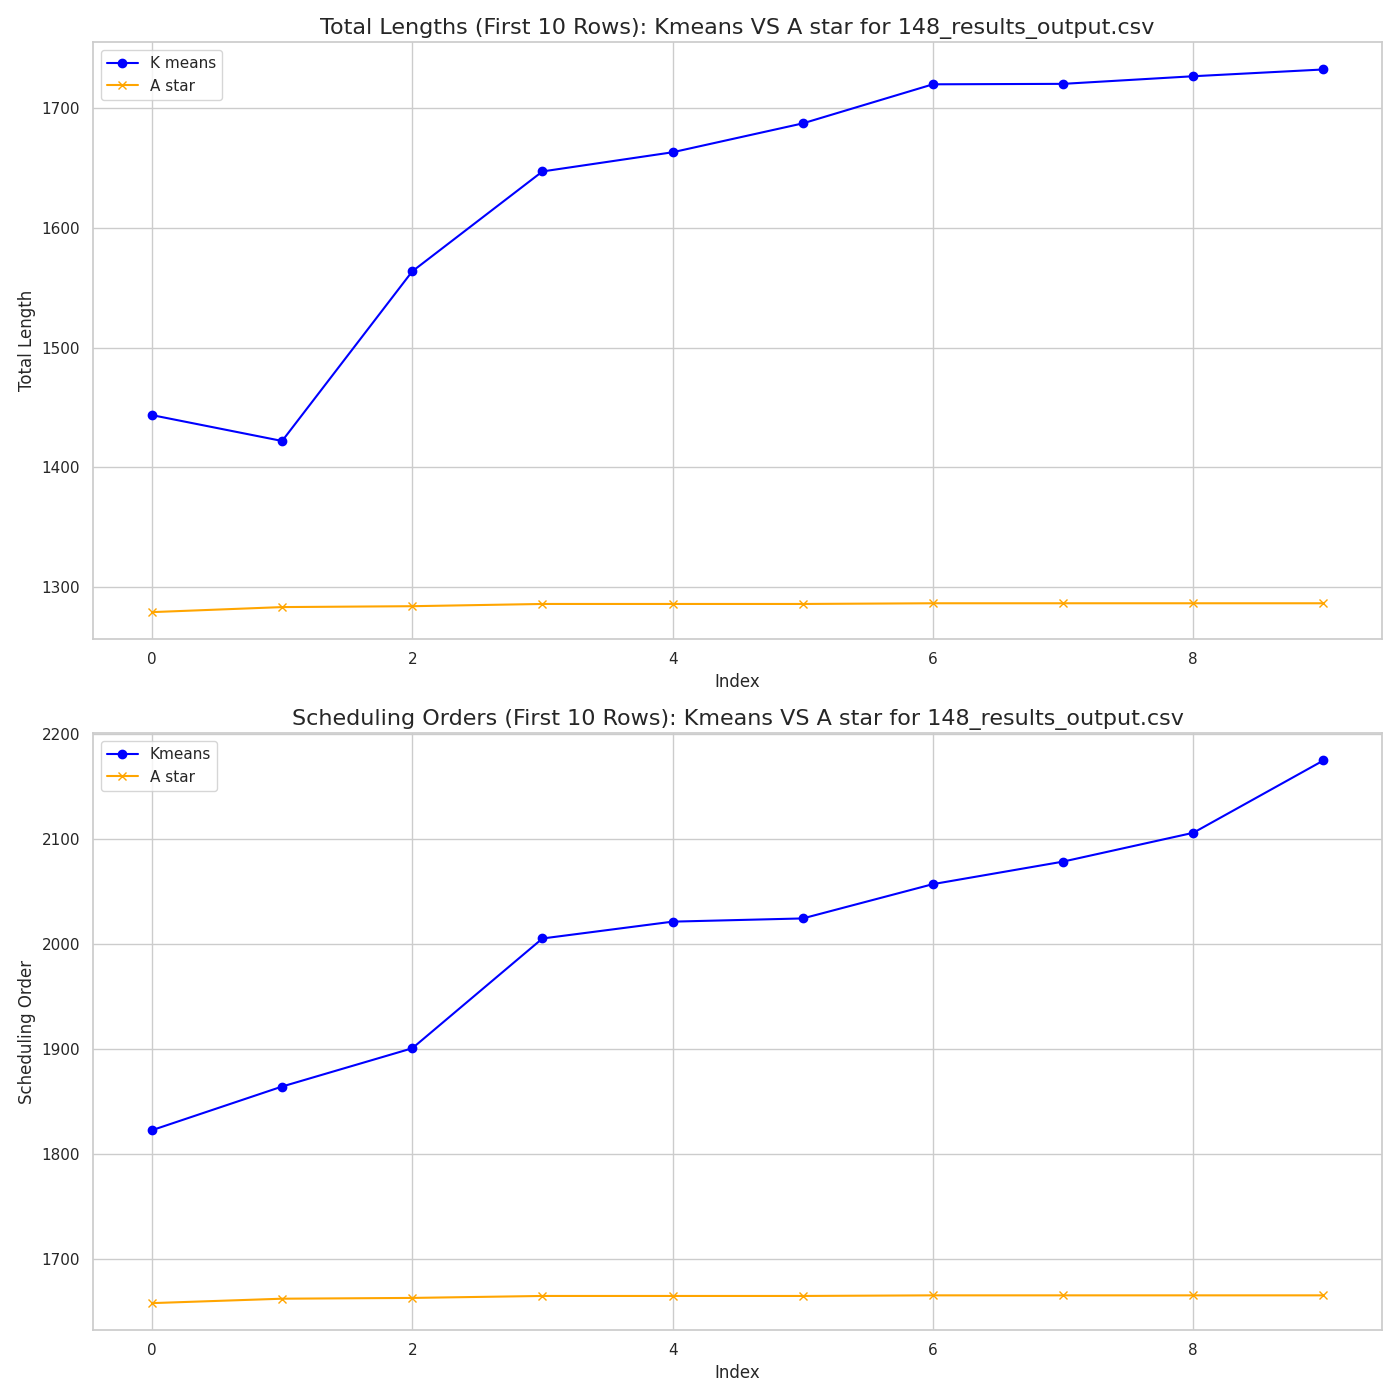 Total Lengths (First 10 Rows): Kmeans VS A star for 148_results_output.csv
K means
A star
Total Length
1700
1600
1500
1400
1300
0 2 4 6 8
Index
Scheduling Orders (First 10 Rows): Kmeans VS A star for 148_results_output.csv
Kmeans
A star
Scheduling Order
2200
2100
2000
1900
1800
1700
0 2 4 6 8
Index